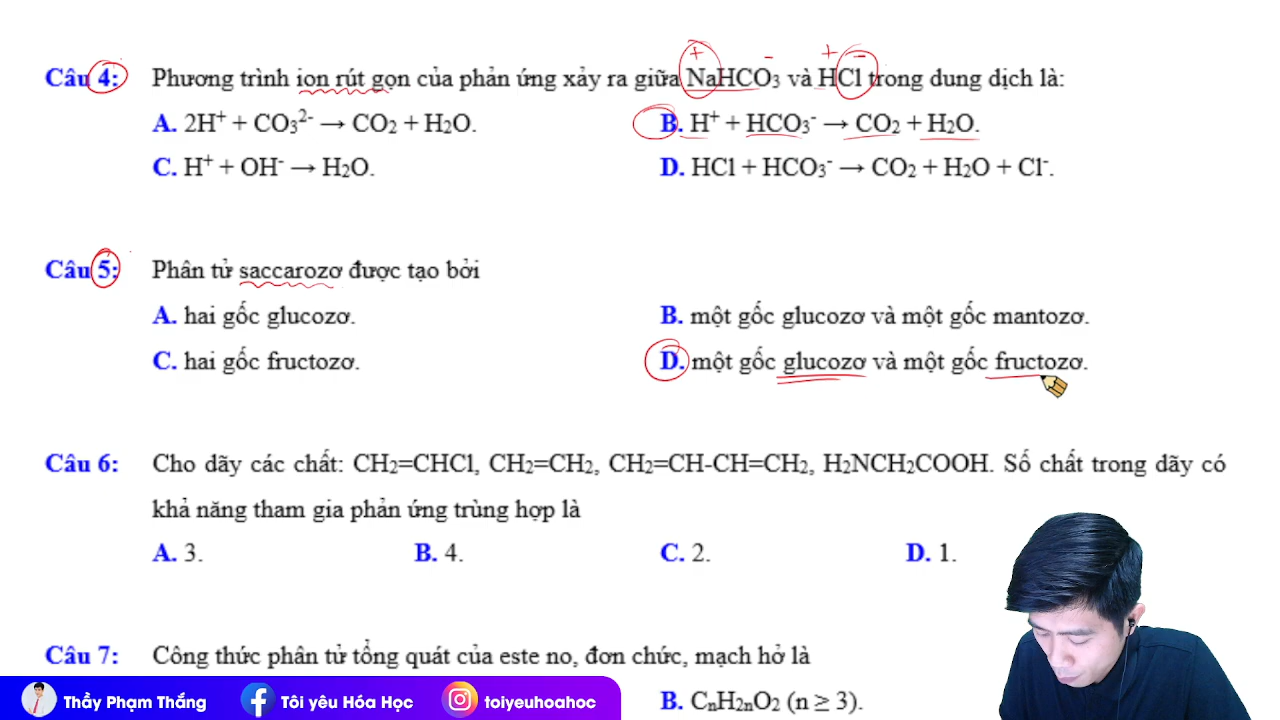 Câu 4: Phương trình ion rút gọn của phản ứng xảy ra giữa NaHCO₃ và HCl trong dung dịch là:
+ - + -
A. 2H⁺ + CO₃²⁻ → CO₂ + H₂O. B. H⁺ + HCO₃⁻ → CO₂ + H₂O.
C. H⁺ + OH⁻ → H₂O. D. HCl + HCO₃⁻ → CO₂ + H₂O + Cl⁻.
Câu 5: Phân tử saccarozơ được tạo bởi
A. hai gốc glucozơ. B. một gốc glucozơ và một gốc mantozơ.
C. hai gốc fructozơ. D. một gốc glucozơ và một gốc fructozơ.
Câu 6: Cho dãy các chất: CH₂=CHCl, CH₂=CH₂, CH₂=CH-CH=CH₂, H₂NCH₂COOH. Số chất trong dãy có
khả năng tham gia phản ứng trùng hợp là
A. 3. B. 4. C. 2. D. 1.
Câu 7: Công thức phân tử tổng quát của este no, đơn chức, mạch hở là
B. CₙH₂ₙO₂ (n ≥ 3).
Thầy Phạm Thắng Tôi yêu Hóa Học toiyeuhoahoc